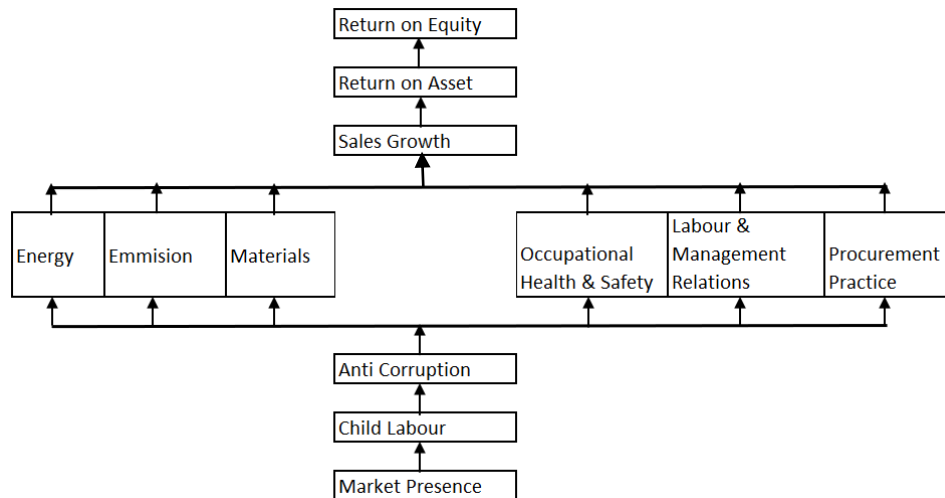 Return on Equity
Return on Asset
Sales Growth
Energy
Emmision
Materials
Occupational
Health & Safety
Labour &
Management
Relations
Procurement
Practice
Anti Corruption
Child Labour
Market Presence